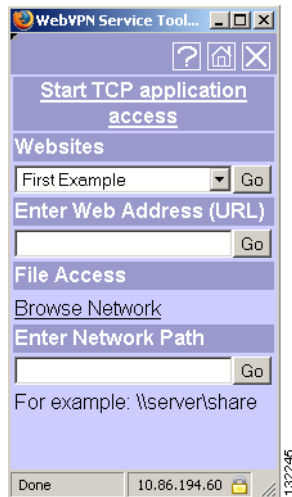 WebVPN Service Tool...
?
Start TCP application
access
Websites
First Example
Go
Enter Web Address (URL)
Go
File Access
Browse Network
Enter Network Path
Go
For example: \\server\share
Done
10.86.194.60
132245